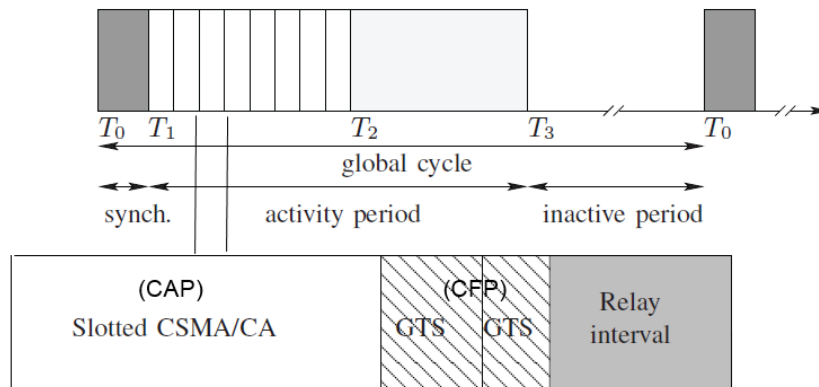 T0 T1 T2 T3 T0
global cycle
synch. activity period inactive period
(CAP) (CFP)
Slotted CSMA/CA GTS GTS Relay
interval